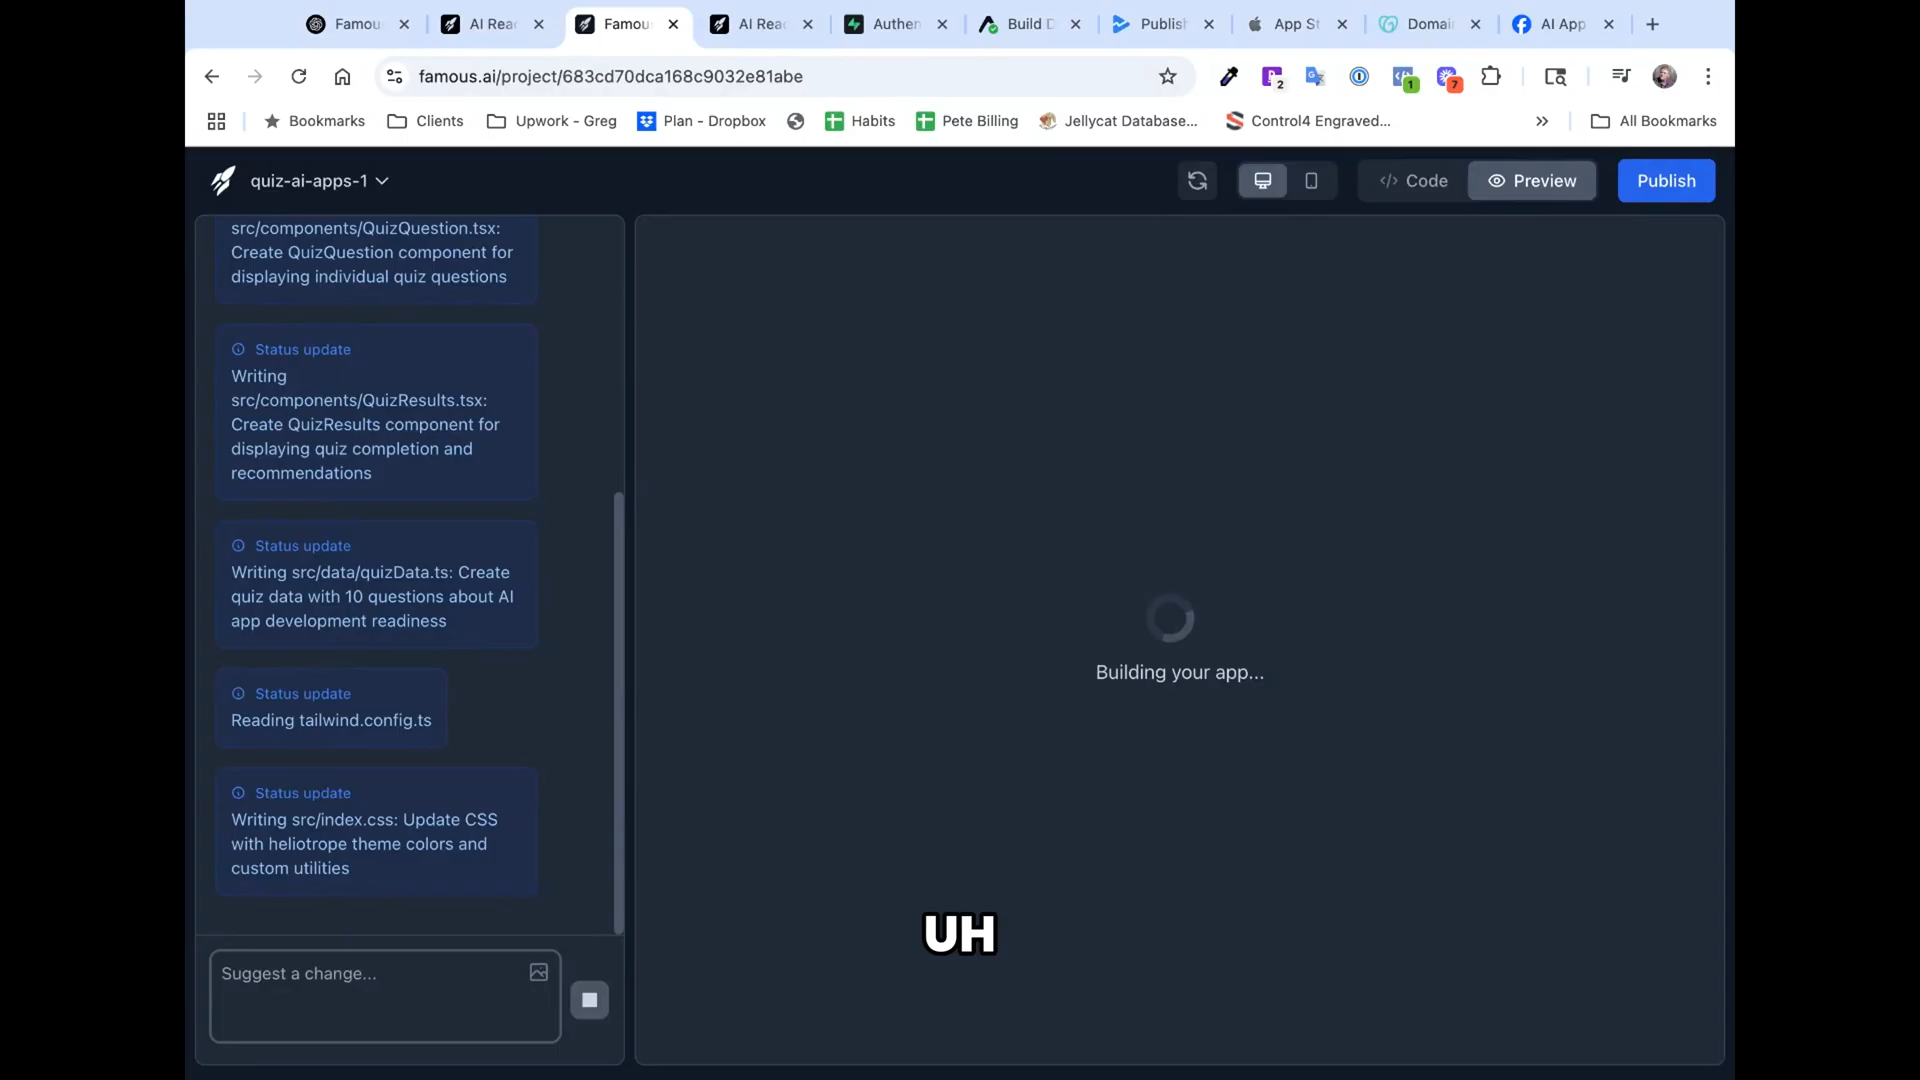 Famou
AI Rea
Famou
AI Rea
Authen
Build D
Publish
App St
Domai
AI App
famous.ai/project/683cd70dca168c9032e81abe
2
1
7
Bookmarks
Clients
Upwork - Greg
Plan - Dropbox
Habits
Pete Billing
Jellycat Database...
Control4 Engraved...
All Bookmarks
quiz-ai-apps-1
Code
Preview
Publish
src/components/QuizQuestion.tsx:
Create QuizQuestion component for
displaying individual quiz questions
Status update
Writing
src/components/QuizResults.tsx:
Create QuizResults component for
displaying quiz completion and
recommendations
Status update
Writing src/data/quizData.ts: Create
quiz data with 10 questions about AI
app development readiness
Status update
Reading tailwind.config.ts
Status update
Writing src/index.css: Update CSS
with heliotrope theme colors and
custom utilities
Building your app...
UH
Suggest a change...